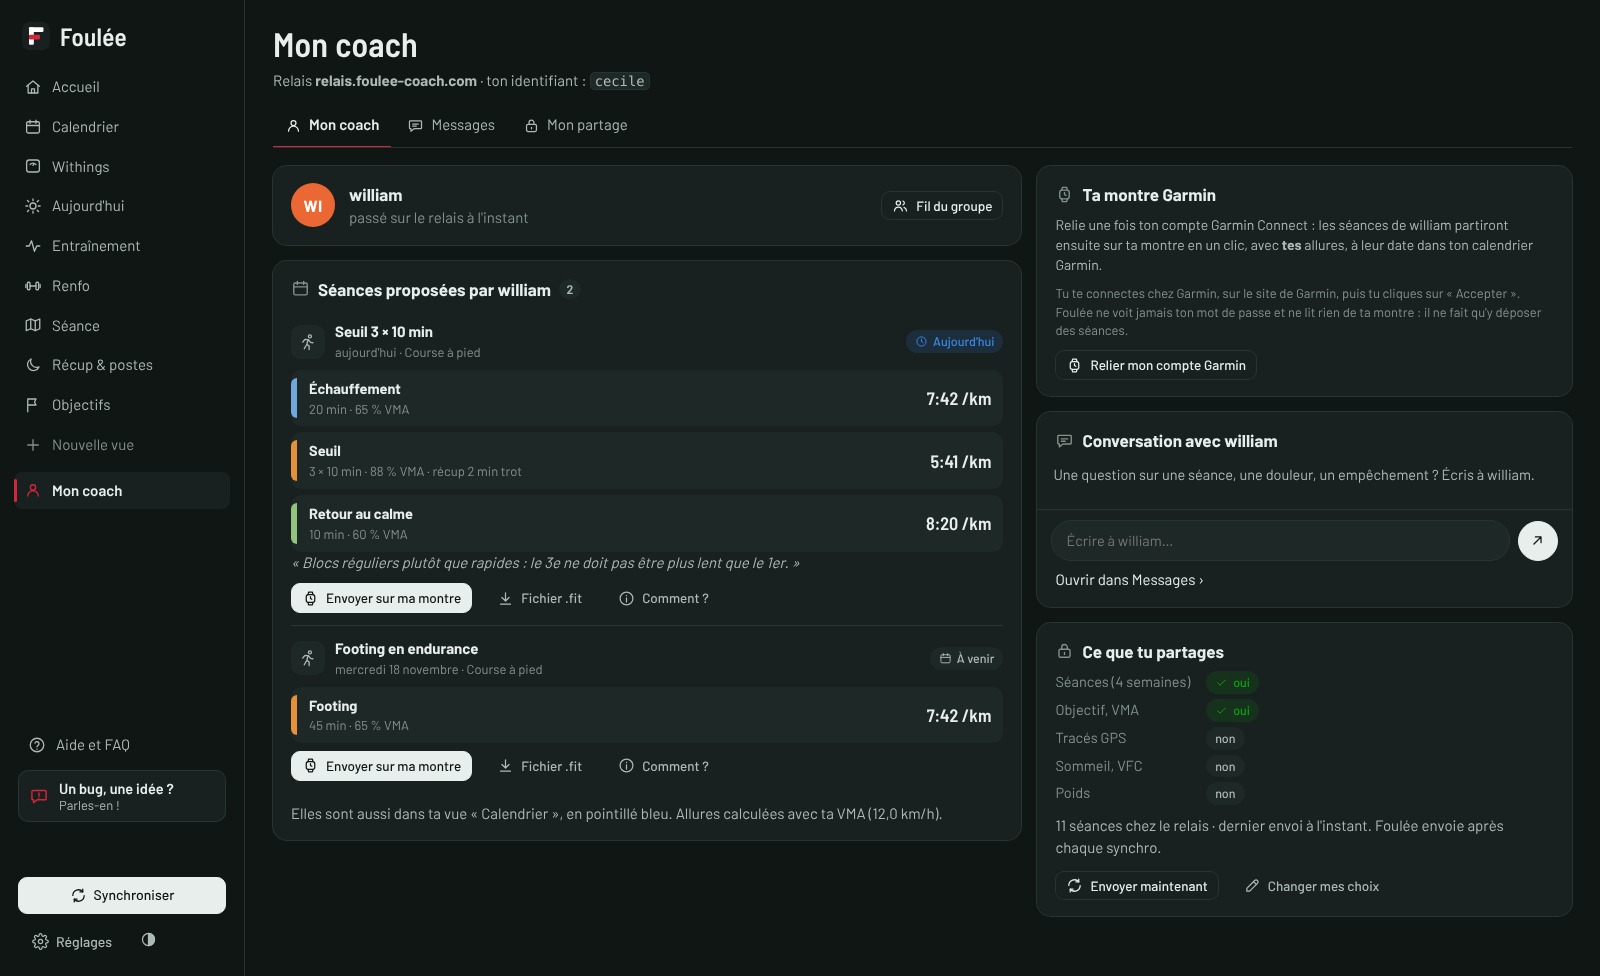 Foulée
Accueil
Calendrier
Withings
Aujourd'hui
Entraînement
Renfo
Séance
Récup & postes
Objectifs
Nouvelle vue
Mon coach
Aide et FAQ
Un bug, une idée ?
Parles-en !
Synchroniser
Réglages
Mon coach
Relais relais.foulee-coach.com · ton identifiant : cecile
Mon coach Messages Mon partage
WI
william
passé sur le relais à l'instant
Fil du groupe
Séances proposées par william 2
Seuil 3 × 10 min
aujourd'hui · Course à pied
Aujourd'hui
Échauffement
20 min · 65 % VMA
7:42 /km
Seuil
3 × 10 min · 88 % VMA · récup 2 min trot
5:41 /km
Retour au calme
10 min · 60 % VMA
8:20 /km
« Blocs réguliers plutôt que rapides : le 3e ne doit pas être plus lent que le 1er. »
Envoyer sur ma montre Fichier .fit Comment ?
Footing en endurance
mercredi 18 novembre · Course à pied
À venir
Footing
45 min · 65 % VMA
7:42 /km
Envoyer sur ma montre Fichier .fit Comment ?
Elles sont aussi dans ta vue « Calendrier », en pointillé bleu. Allures calculées avec ta VMA (12,0 km/h).
Ta montre Garmin
Relie une fois ton compte Garmin Connect : les séances de william partiront
ensuite sur ta montre en un clic, avec tes allures, à leur date dans ton calendrier
Garmin.
Tu te connectes chez Garmin, sur le site de Garmin, puis tu cliques sur « Accepter ».
Foulée ne voit jamais ton mot de passe et ne lit rien de ta montre : il ne fait qu'y déposer
des séances.
Relier mon compte Garmin
Conversation avec william
Une question sur une séance, une douleur, un empêchement ? Écris à william.
Écrire à william...
Ouvrir dans Messages ›
Ce que tu partages
Séances (4 semaines) oui
Objectif, VMA oui
Tracés GPS non
Sommeil, VFC non
Poids non
11 séances chez le relais · dernier envoi à l'instant. Foulée envoie après
chaque synchro.
Envoyer maintenant Changer mes choix